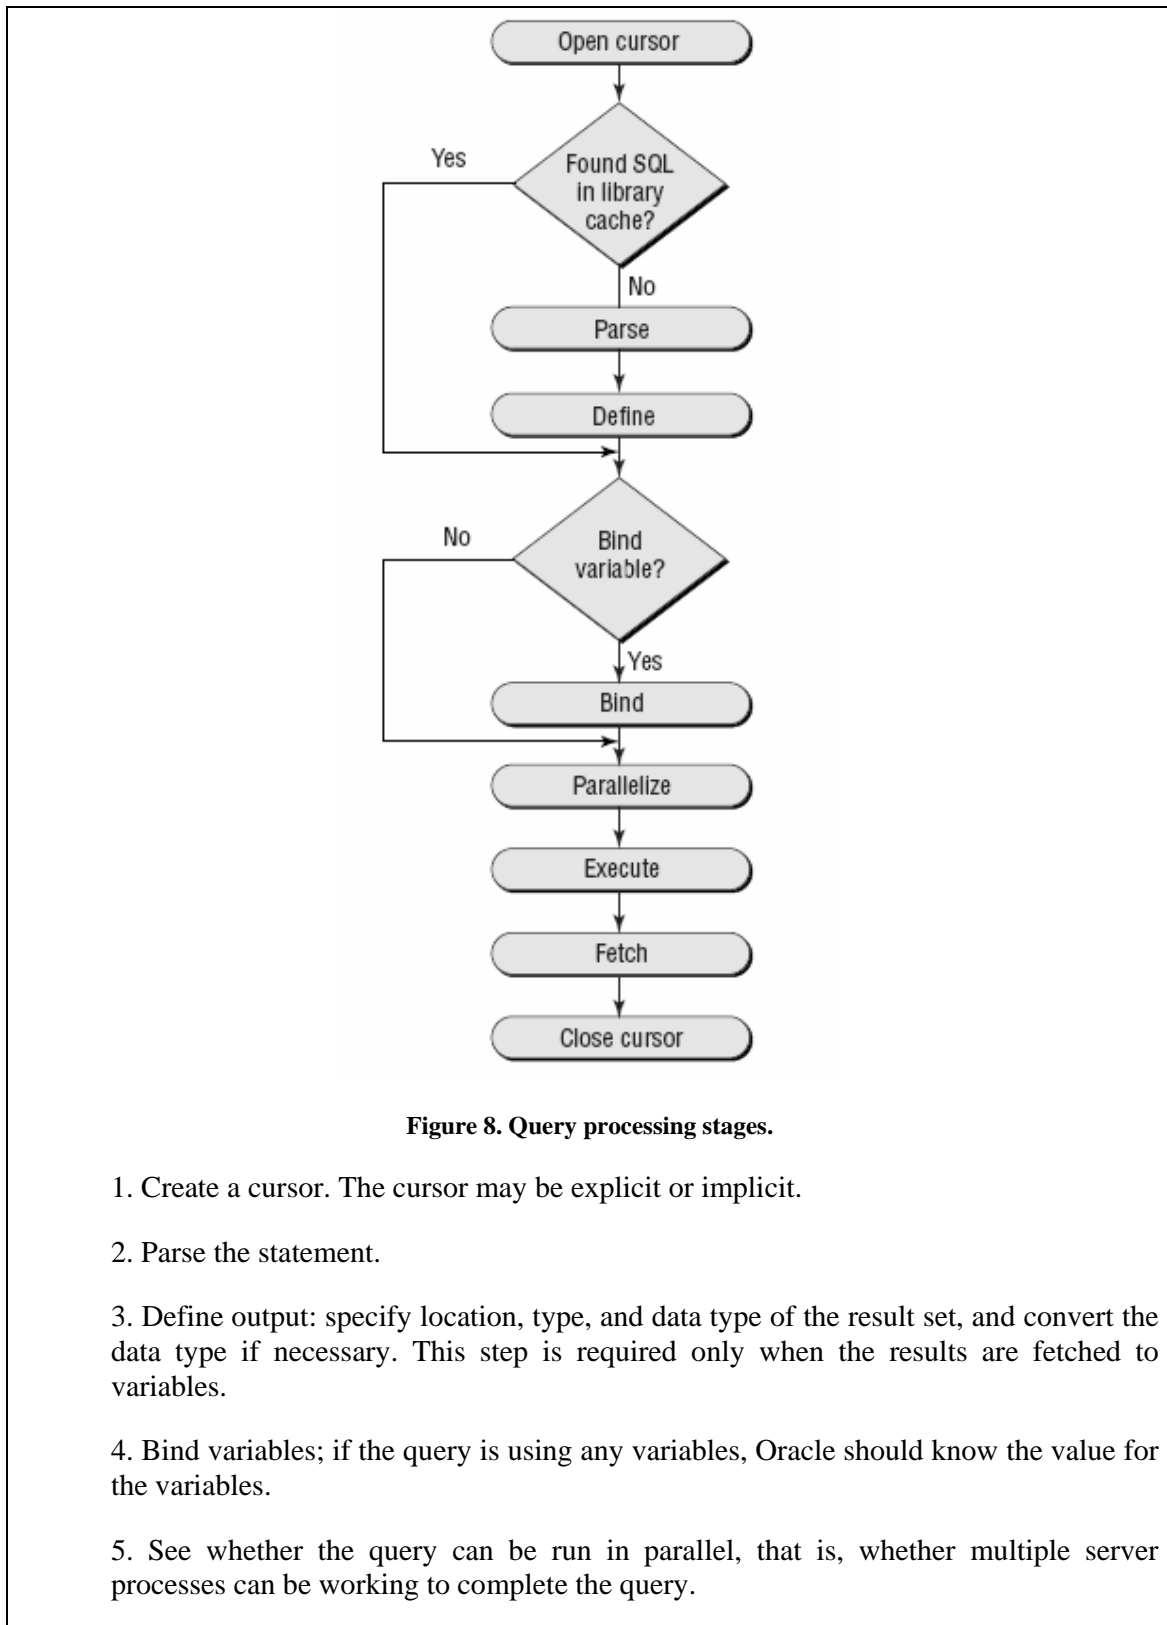 Open cursor
Yes
Found SQL
in library
cache?
No
Parse
Define
No
Bind
variable?
Yes
Bind
Parallelize
Execute
Fetch
Close cursor
Figure 8. Query processing stages.
1. Create a cursor. The cursor may be explicit or implicit.
2. Parse the statement.
3. Define output: specify location, type, and data type of the result set, and convert the
data type if necessary. This step is required only when the results are fetched to
variables.
4. Bind variables; if the query is using any variables, Oracle should know the value for
the variables.
5. See whether the query can be run in parallel, that is, whether multiple server
processes can be working to complete the query.